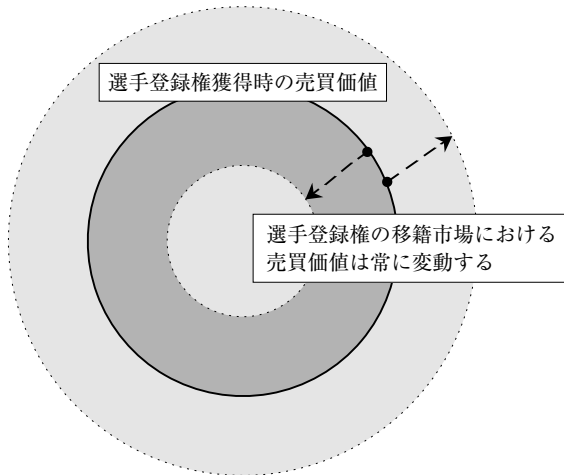 選手登録権獲得時の売買価値
選手登録権の移籍市場における
売買価値は常に変動する